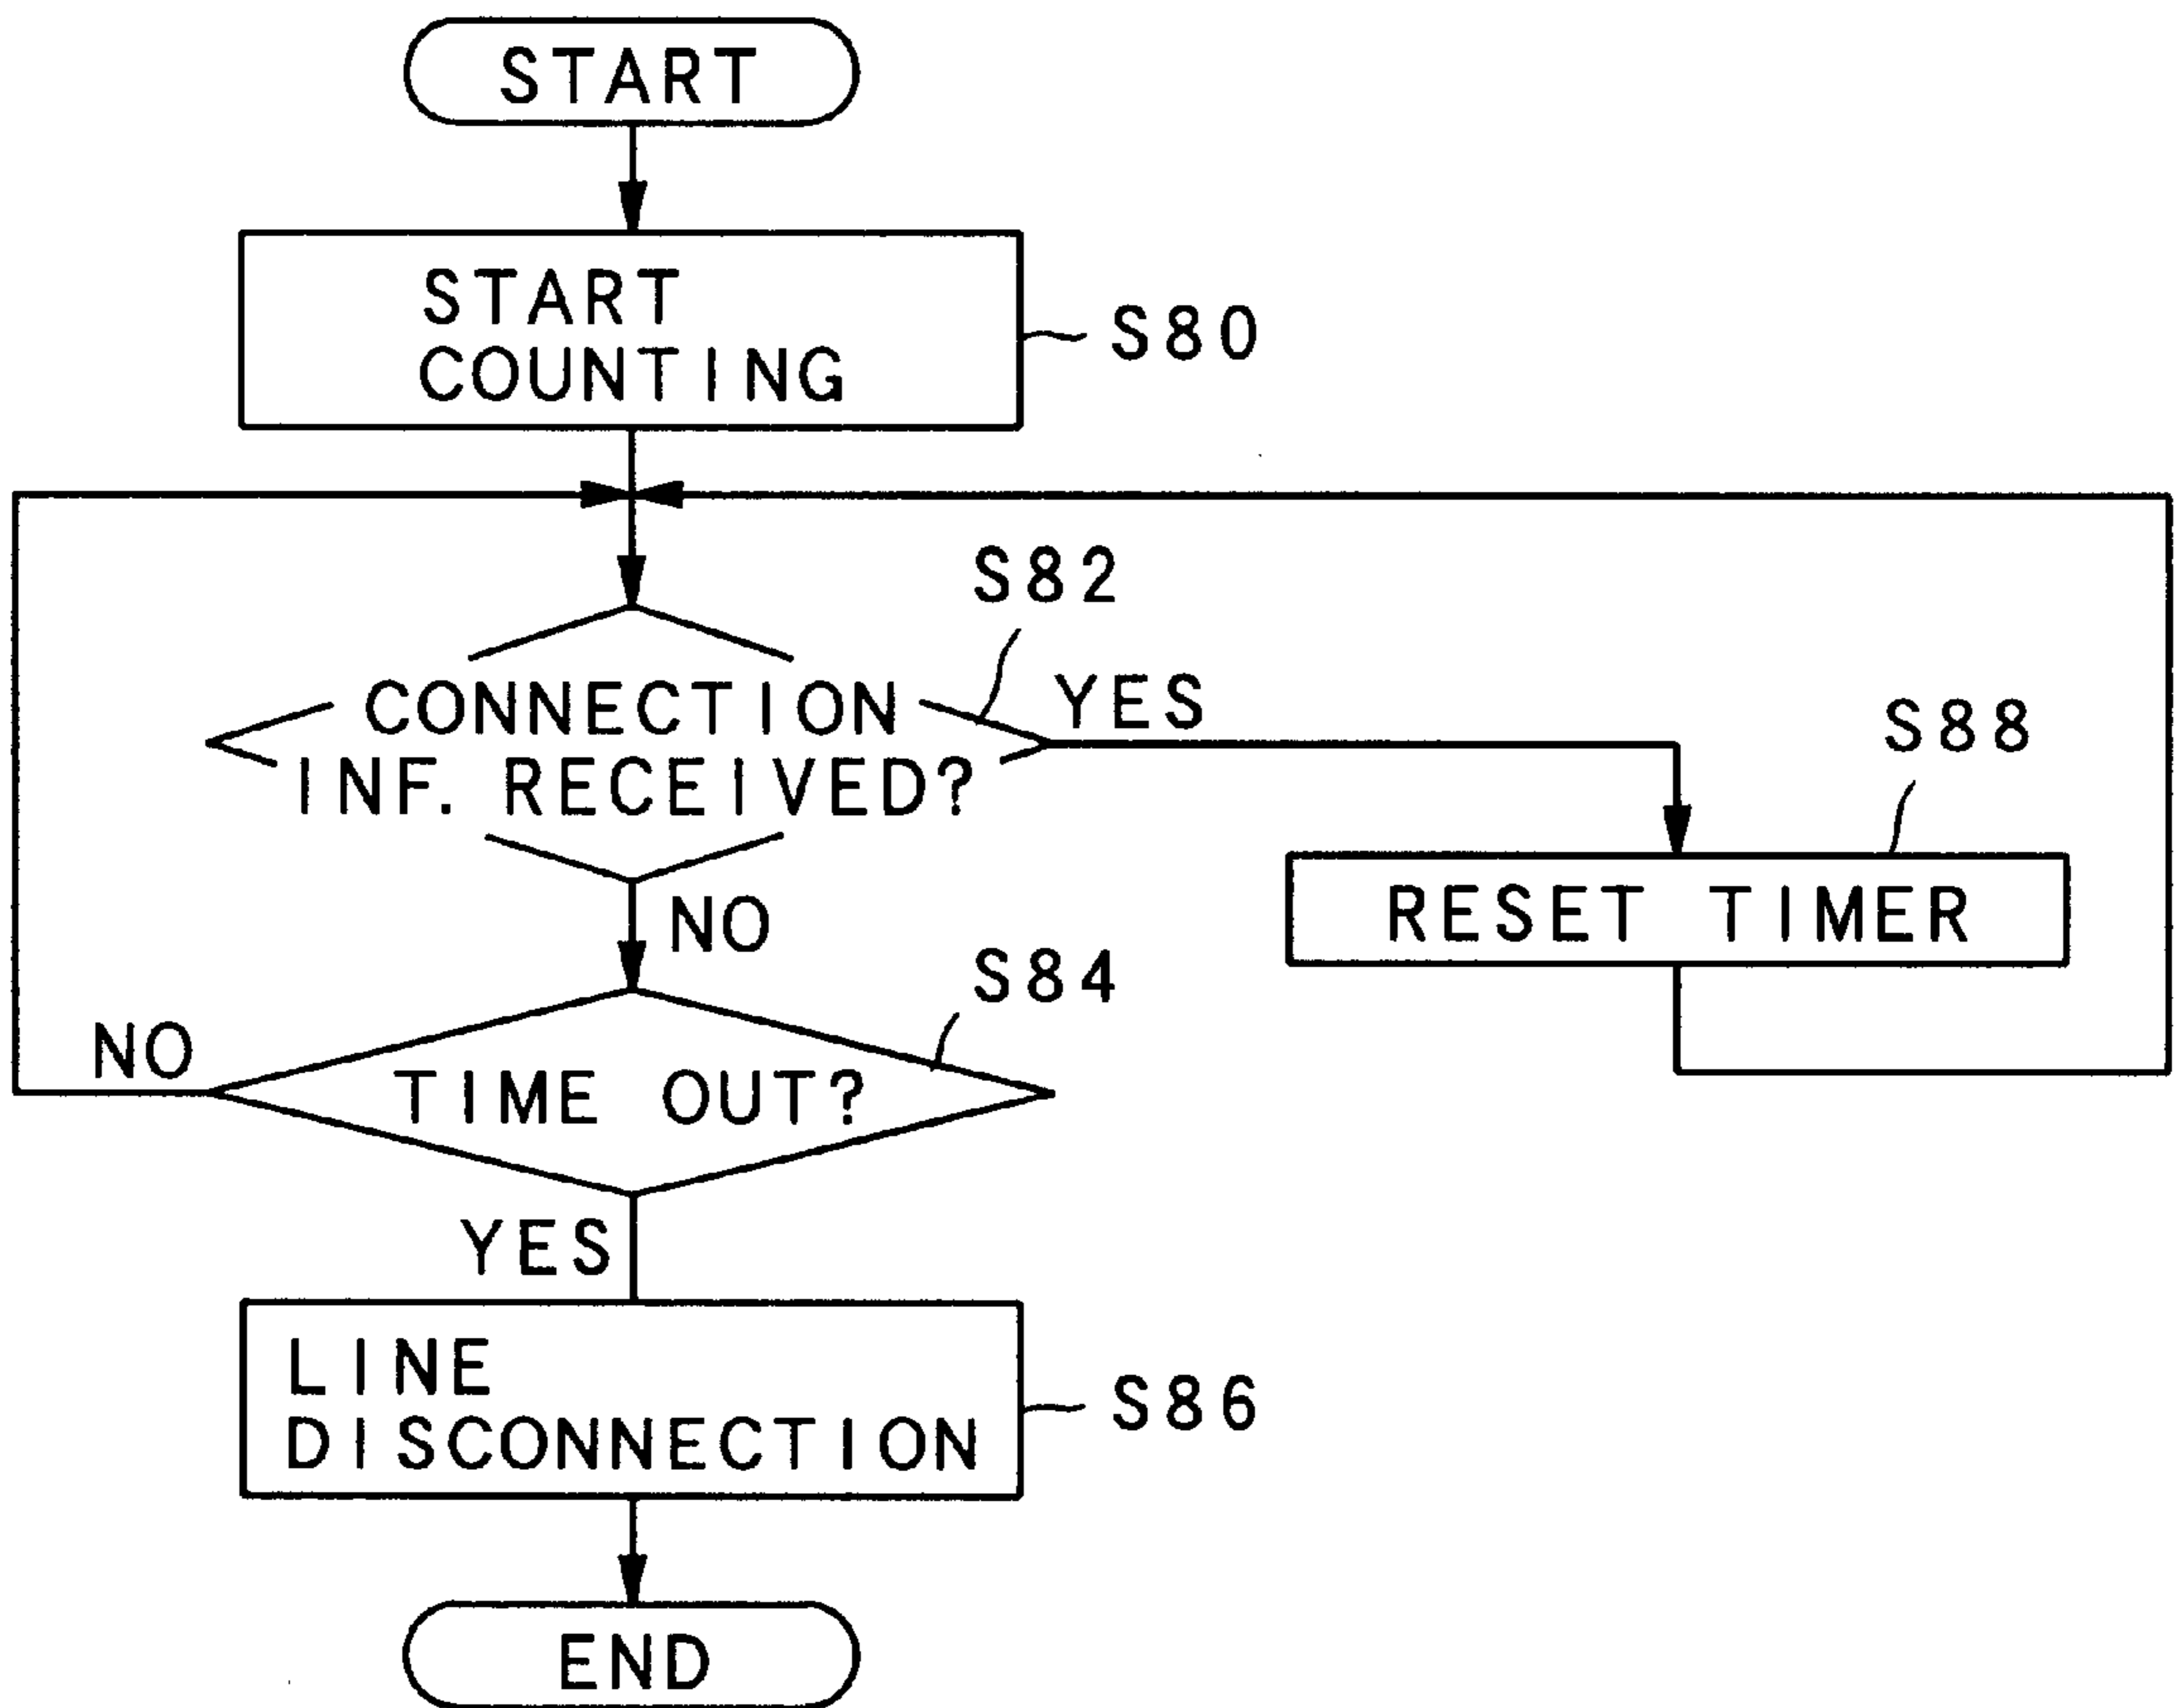 START
START
COUNTING
S80
S82
CONNECTION
INF. RECEIVED?
YES
S88
RESET TIMER
NO
S84
NO
TIME OUT?
YES
LINE
DISCONNECTION
S86
END